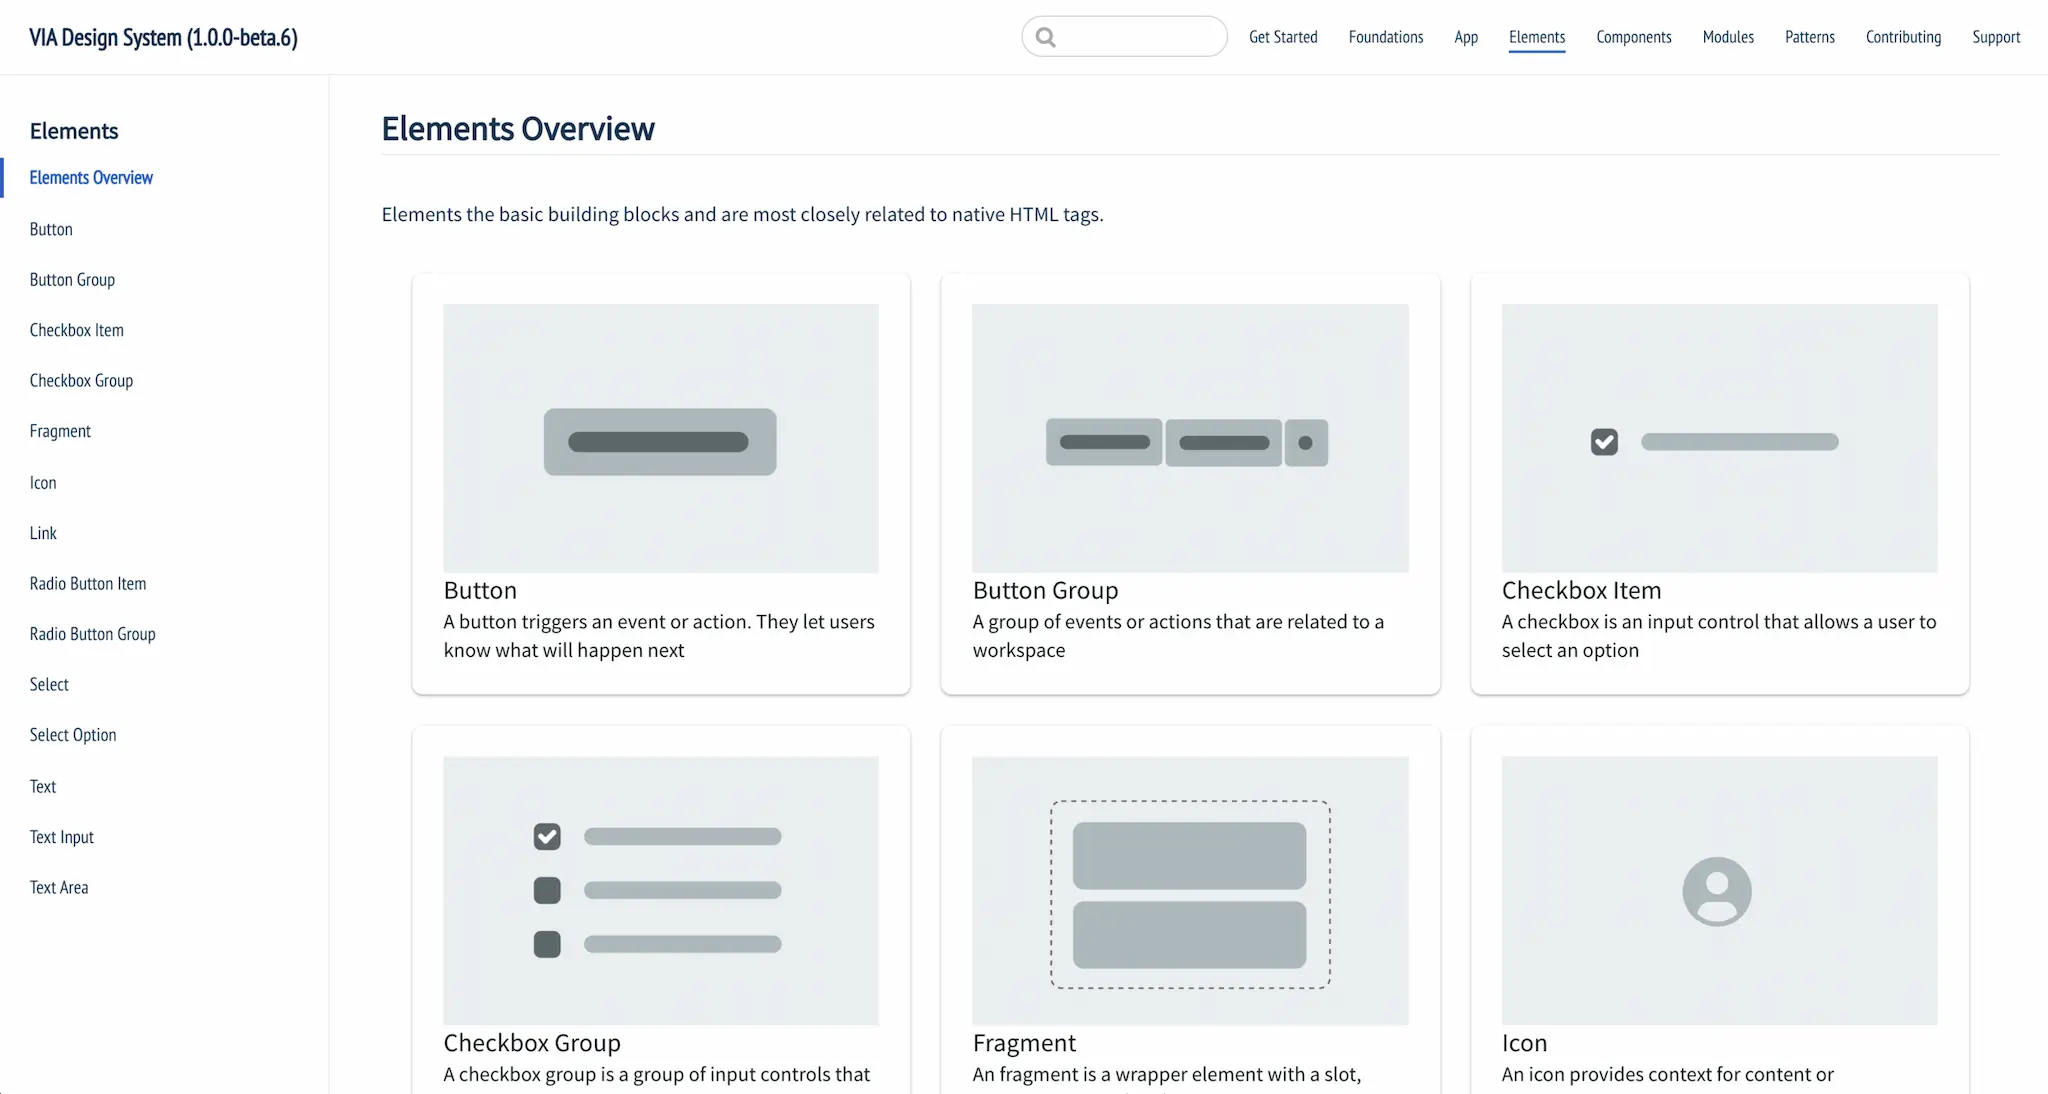 VIA Design System (1.0.0-beta.6)
Get Started
Foundations
App
Elements
Components
Modules
Patterns
Contributing
Support
Elements
Elements Overview
Button
Button Group
Checkbox Item
Checkbox Group
Fragment
Icon
Link
Radio Button Item
Radio Button Group
Select
Select Option
Text
Text Input
Text Area
Elements Overview
Elements the basic building blocks and are most closely related to native HTML tags.
Button
A button triggers an event or action. They let users
know what will happen next
Button Group
A group of events or actions that are related to a
workspace
Checkbox Item
A checkbox is an input control that allows a user to
select an option
Checkbox Group
A checkbox group is a group of input controls that
Fragment
An fragment is a wrapper element with a slot,
Icon
An icon provides context for content or